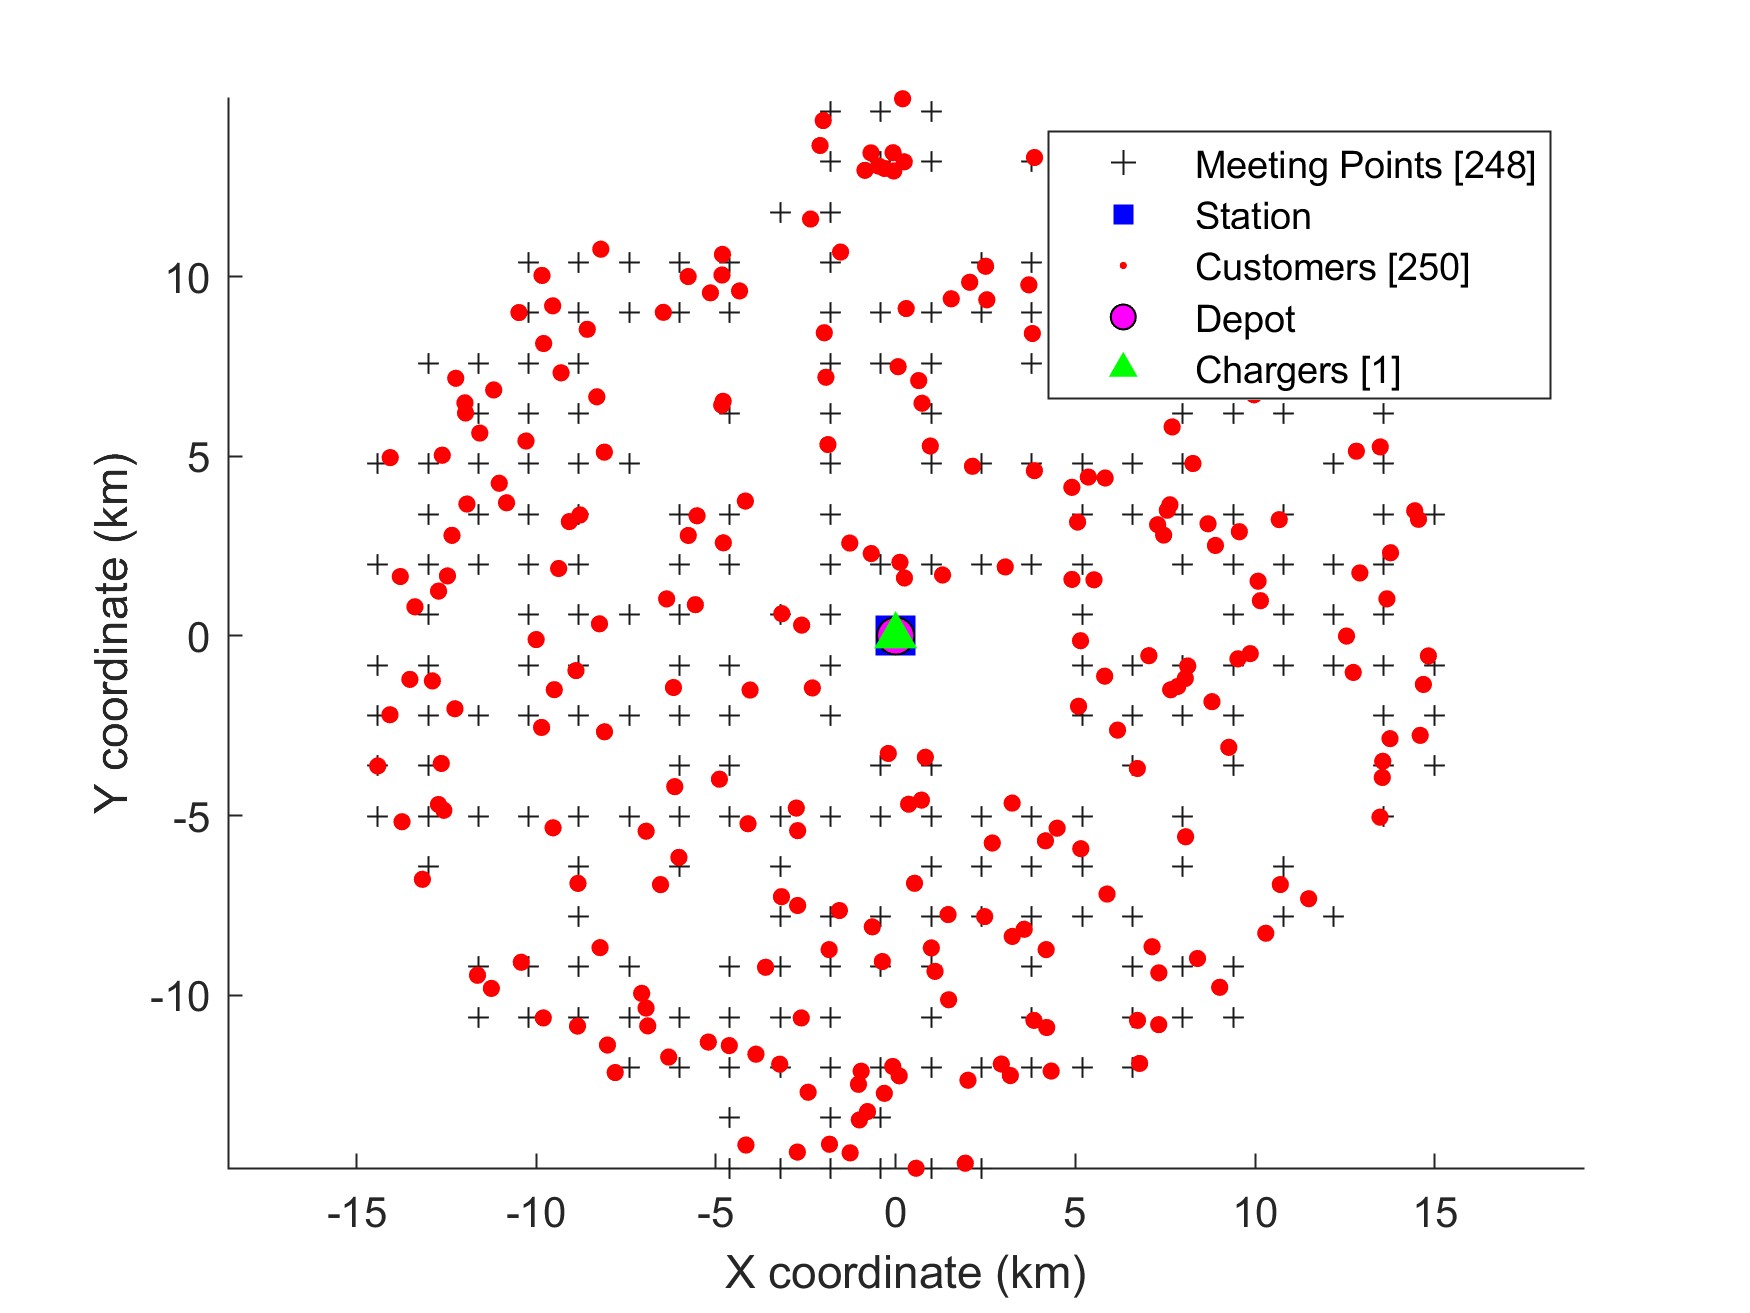 Meeting Points [248]
Station
Customers [250]
Depot
Chargers [1]
10
5
0
-5
-10
Y coordinate (km)
-15
-10
-5
0
5
10
15
X coordinate (km)